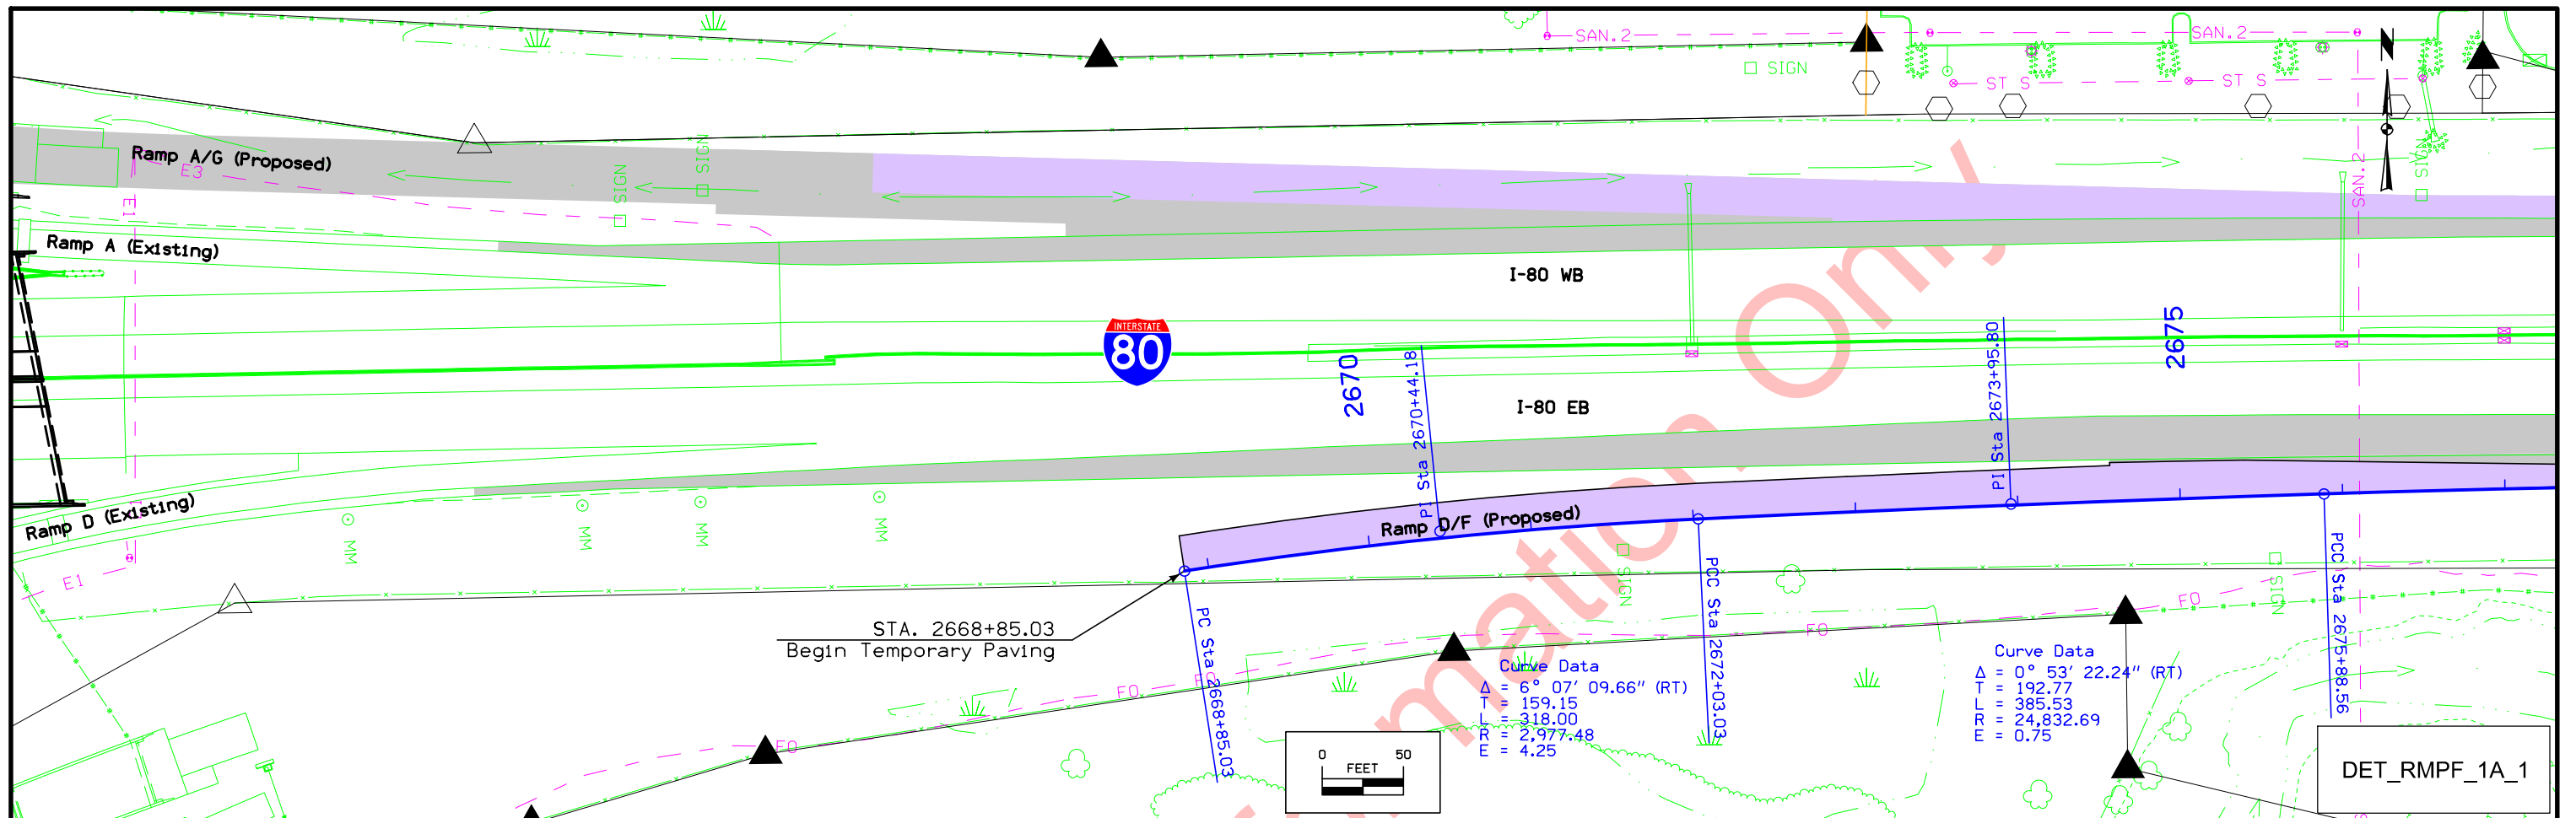 SAN.2
SAN.2
SIGN
ST S
ST S
N
Ramp A/G (Proposed)
E3
SIGN
SIGN
SIGN
SAN.2
E1
Ramp A (Existing)
I-80 WB
INTERSTATE
80
2670
2675
PI Sta 2670+44.18
PI Sta 2673+95.80
I-80 EB
Ramp D (Existing)
MM
MM
MM
MM
Ramp D/F (Proposed)
E1
SIGN
SIGN
STA. 2668+85.03
Begin Temporary Paving
PC Sta 2668+85.03
PCC Sta 2672+03.03
PCC Sta 2675+88.56
FO
FO
FO
FO
Curve Data
Δ = 6° 07' 09.66" (RT)
T = 159.15
L = 318.00
R = 2,977.48
E = 4.25
Curve Data
Δ = 0° 53' 22.24" (RT)
T = 192.77
L = 385.53
R = 24,832.69
E = 0.75
0 50
FEET
DET_RMPF_1A_1
mation Only